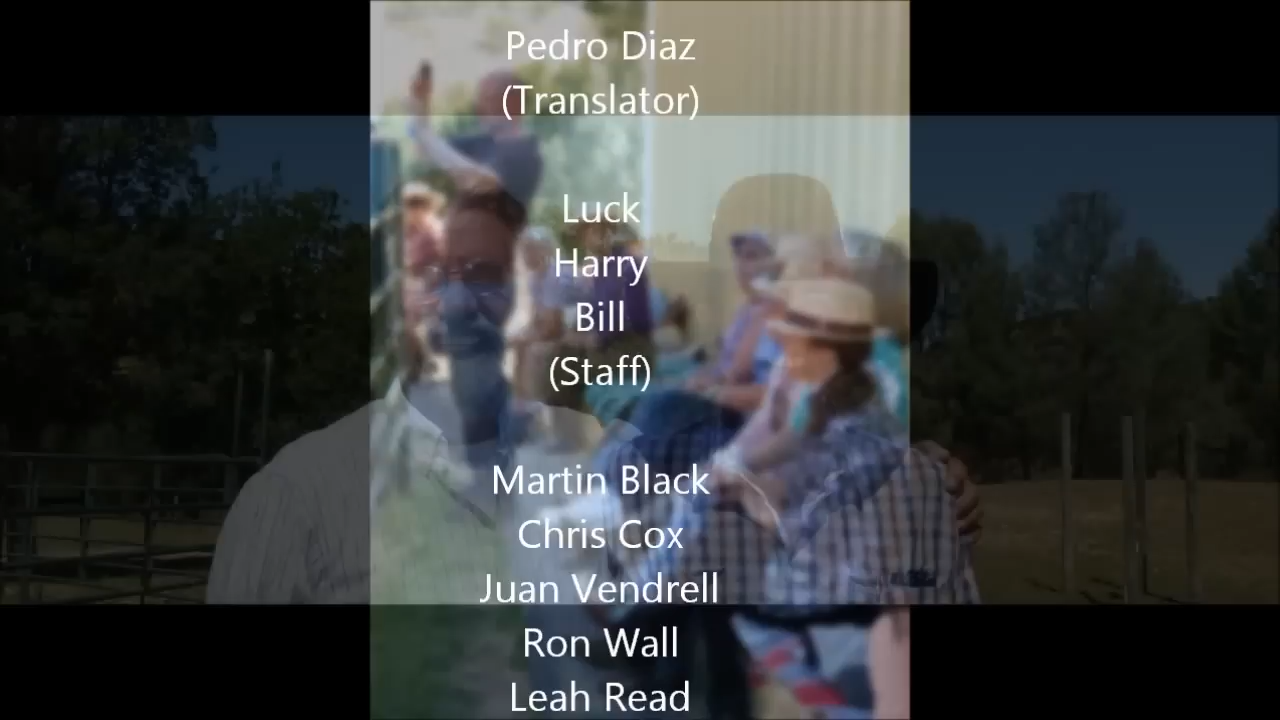 Pedro Diaz
(Translator)
Luck
Harry
Bill
(Staff)
Martin Black
Chris Cox
Juan Vendrell
Ron Wall
Leah Read